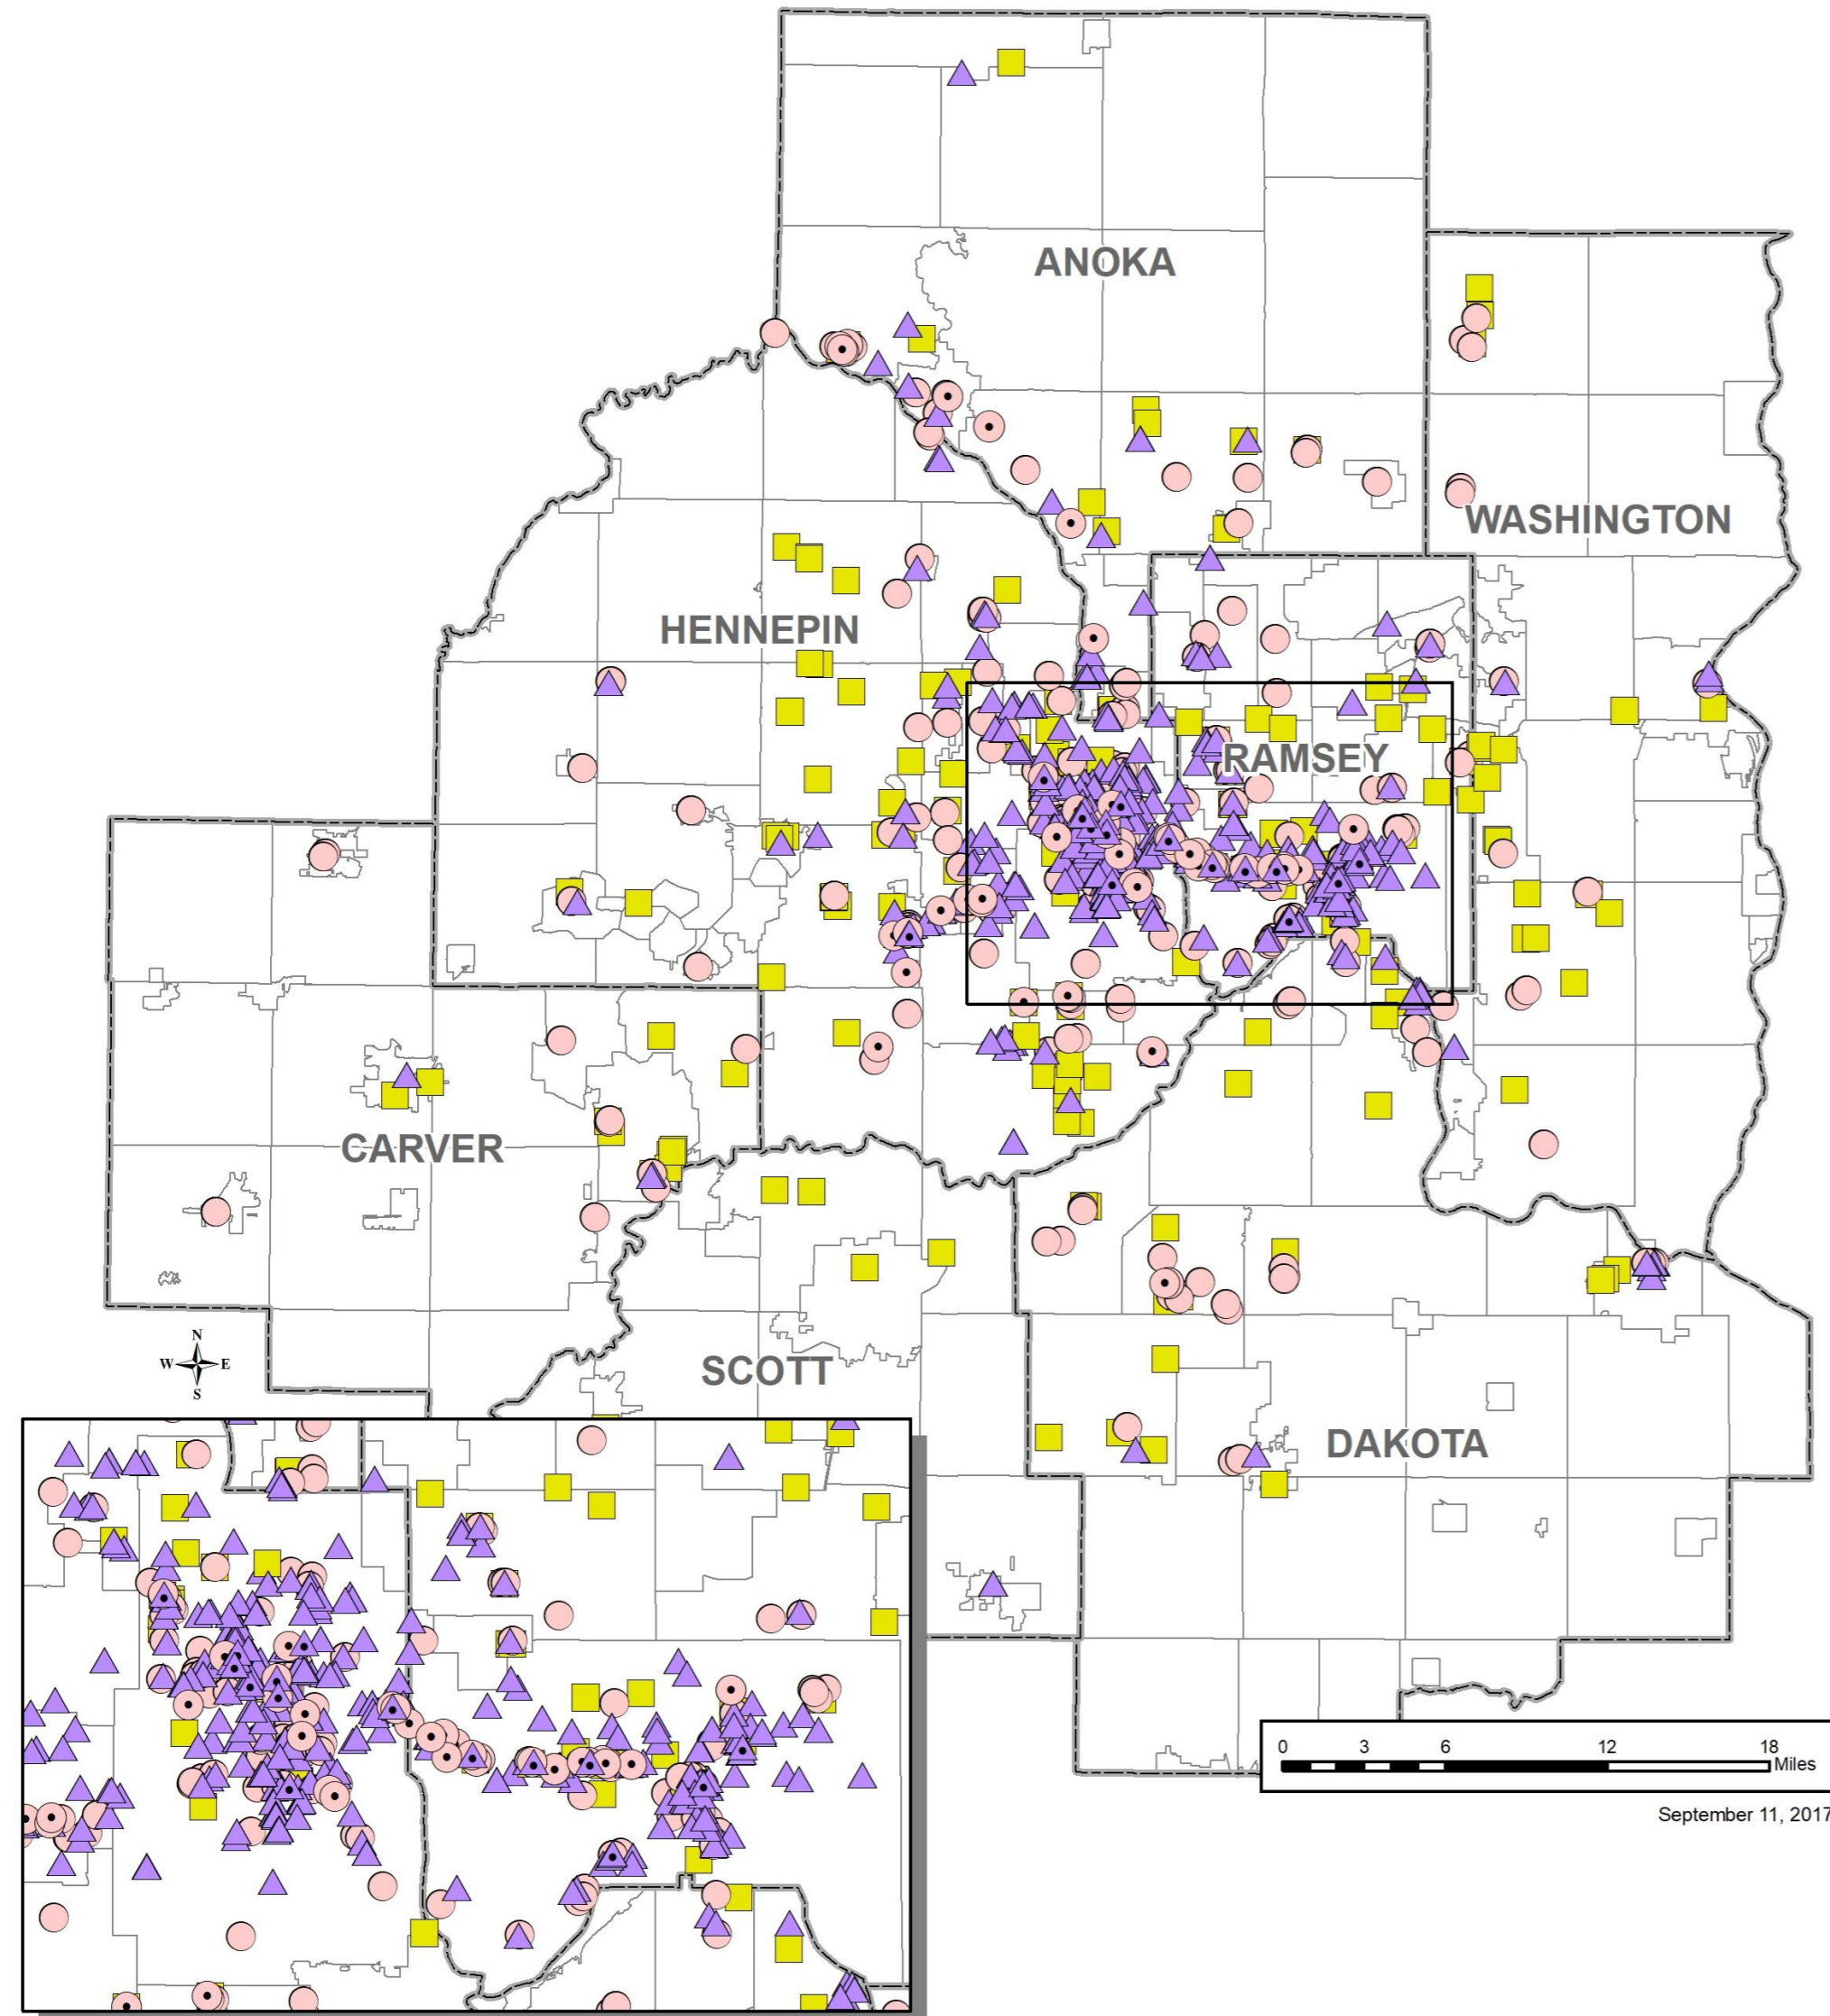 ANOKA
WASHINGTON
HENNEPIN
RAMSEY
CARVER
N
W E
S
SCOTT
DAKOTA
0 3 6 12 18
Miles
September 11, 2017